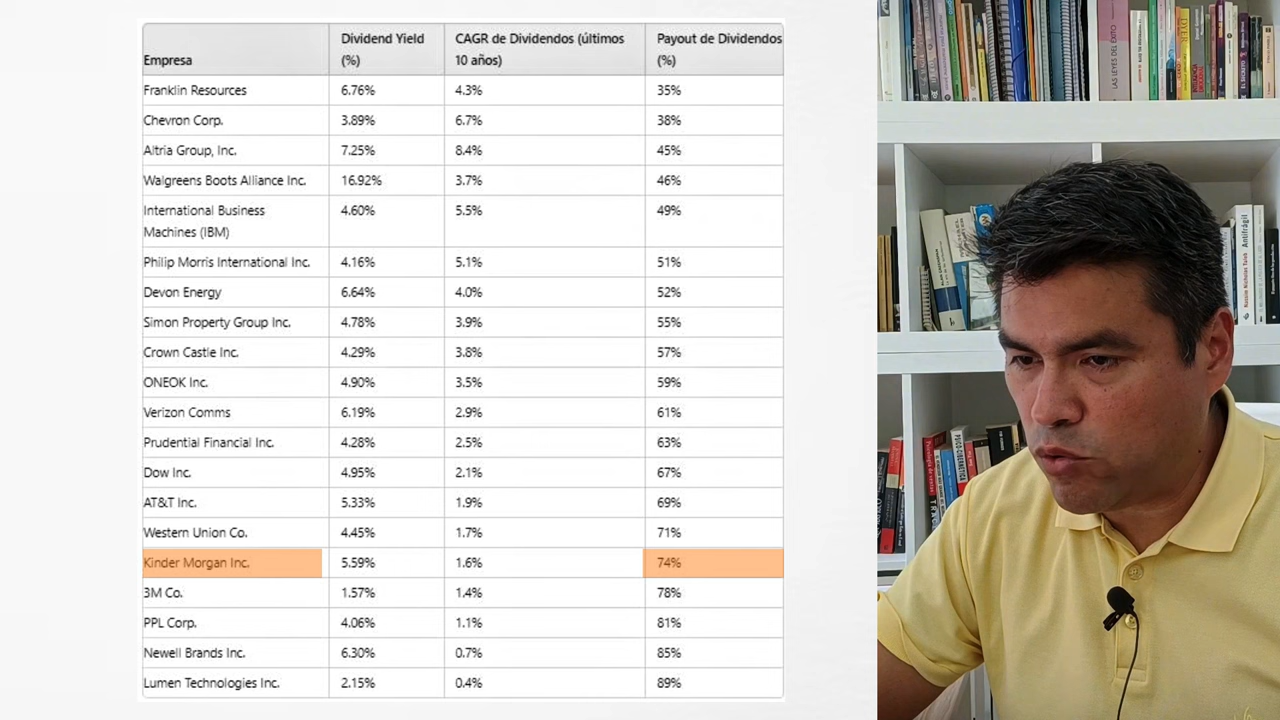 Empresa Dividend Yield (%) CAGR de Dividendos (últimos 10 años) Payout de Dividendos (%)
Franklin Resources 6.76% 4.3% 35%
Chevron Corp. 3.89% 6.7% 38%
Altria Group, Inc. 7.25% 8.4% 45%
Walgreens Boots Alliance Inc. 16.92% 3.7% 46%
International Business Machines (IBM) 4.60% 5.5% 49%
Philip Morris International Inc. 4.16% 5.1% 51%
Devon Energy 6.64% 4.0% 52%
Simon Property Group Inc. 4.78% 3.9% 55%
Crown Castle Inc. 4.29% 3.8% 57%
ONEOK Inc. 4.90% 3.5% 59%
Verizon Comms 6.19% 2.9% 61%
Prudential Financial Inc. 4.28% 2.5% 63%
Dow Inc. 4.95% 2.1% 67%
AT&T Inc. 5.33% 1.9% 69%
Western Union Co. 4.45% 1.7% 71%
Kinder Morgan Inc. 5.59% 1.6% 74%
3M Co. 1.57% 1.4% 78%
PPL Corp. 4.06% 1.1% 81%
Newell Brands Inc. 6.30% 0.7% 85%
Lumen Technologies Inc. 2.15% 0.4% 89%
LAS LEYES DEL ÉXITO
Antifrágil